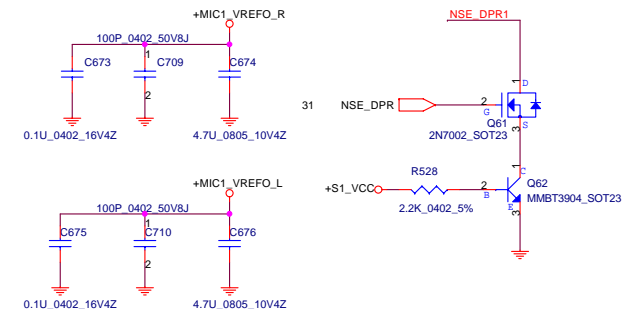 +MIC1_VREFO_R
100P_0402_50V8J
1
C673
C709
C674
2
0.1U_0402_16V4Z
4.7U_0805_10V4Z
+MIC1_VREFO_L
100P_0402_50V8J
1
C675
C710
C676
2
0.1U_0402_16V4Z
4.7U_0805_10V4Z
NSE_DPR1
1
D
31
NSE_DPR
2
G
Q61
S
2N7002_SOT23
3
1
C
R528
Q62
+S1_VCC
2
B
MMBT3904_SOT23
E
2.2K_0402_5%
3